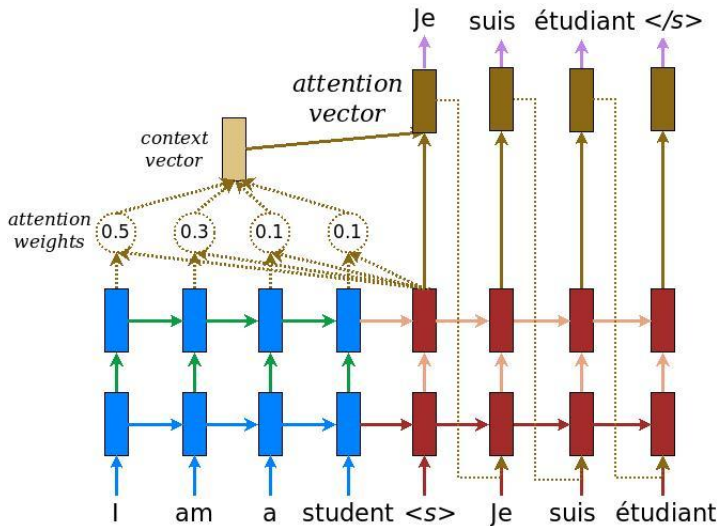 Je suis étudiant </s>
attention
vector
context
vector
attention
weights
0.5 0.3 0.1 0.1
I am a student <s> Je suis étudiant